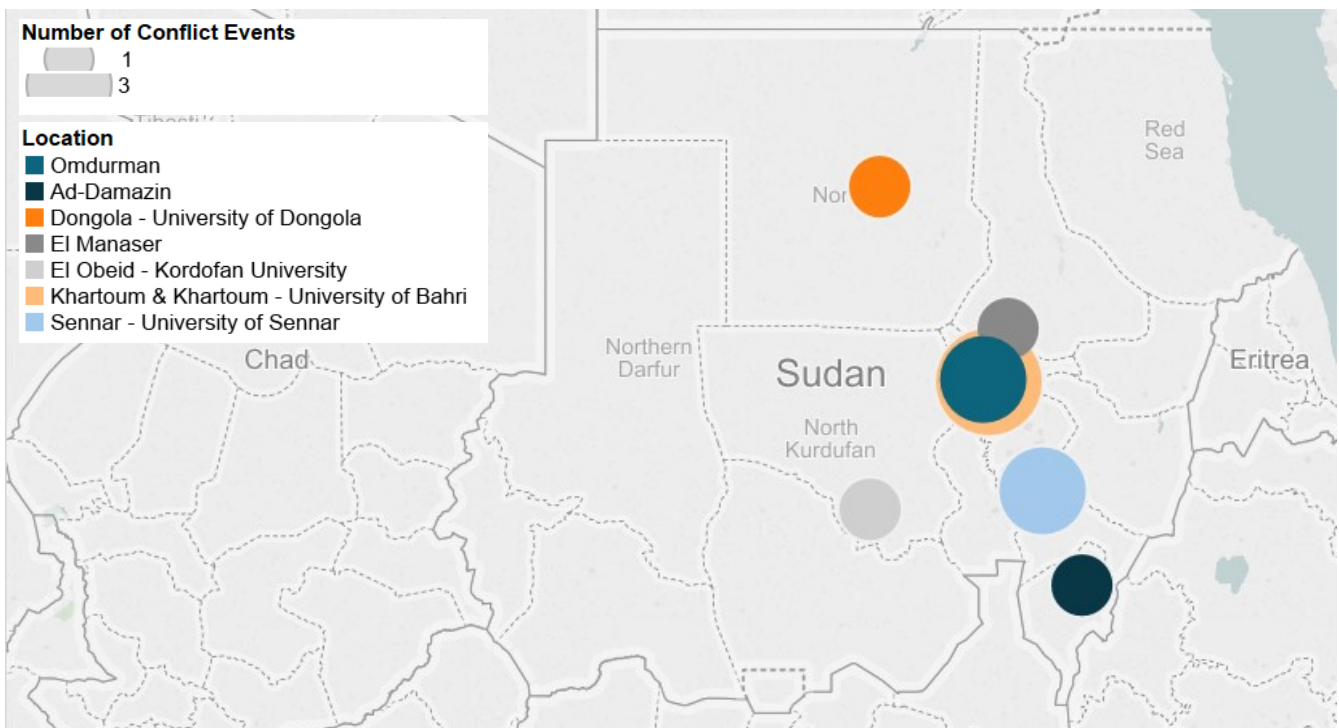 Number of Conflict Events
1
3
Tibesti
Location
Omdurman
Ad-Damazin
Dongola - University of Dongola
El Manaser
El Obeid - Kordofan University
Khartoum & Khartoum - University of Bahri
Sennar - University of Sennar
Red
Sea
Nor
Chad
Northern
Darfur
Sudan
Eritrea
North
Kurdufan